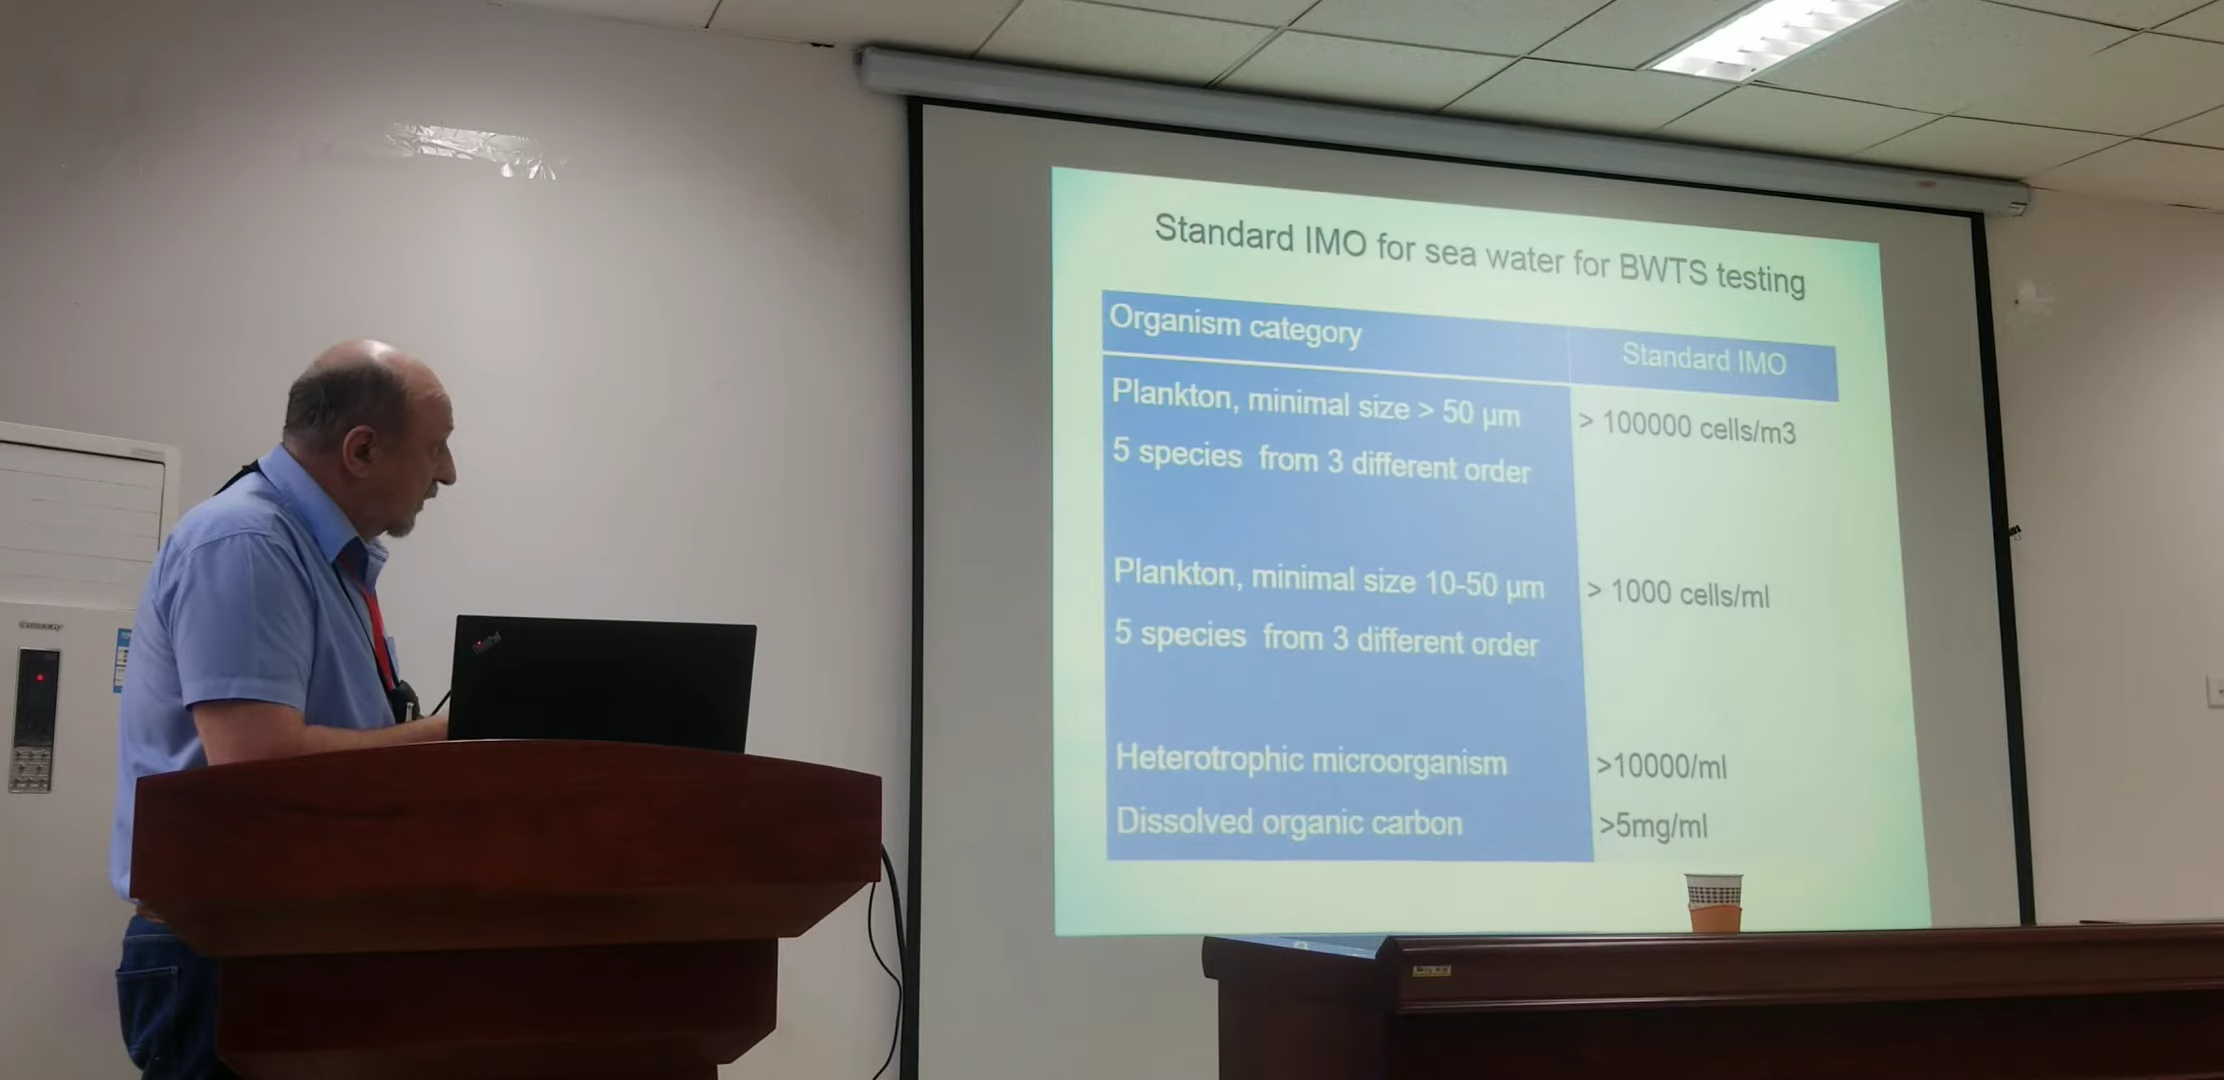 Standard IMO for sea water for BWTS testing
Organism category
Standard IMO
Plankton, minimal size > 50 µm
> 100000 cells/m3
5 species from 3 different order
Plankton, minimal size 10-50 µm
> 1000 cells/ml
5 species from 3 different order
Heterotrophic microorganism
>10000/ml
Dissolved organic carbon
>5mg/ml